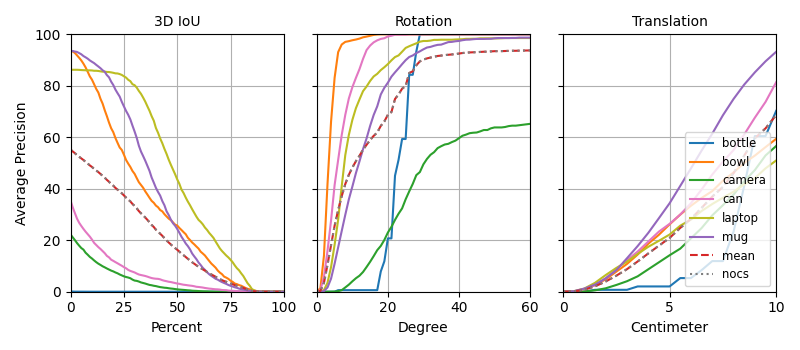 3D IoU
Rotation
Translation
Average Precision
100
80
60
40
20
0
0 25 50 75 100
0 20 40 60
0 5 10
Percent
Degree
Centimeter
bottle
bowl
camera
can
laptop
mug
mean
nocs